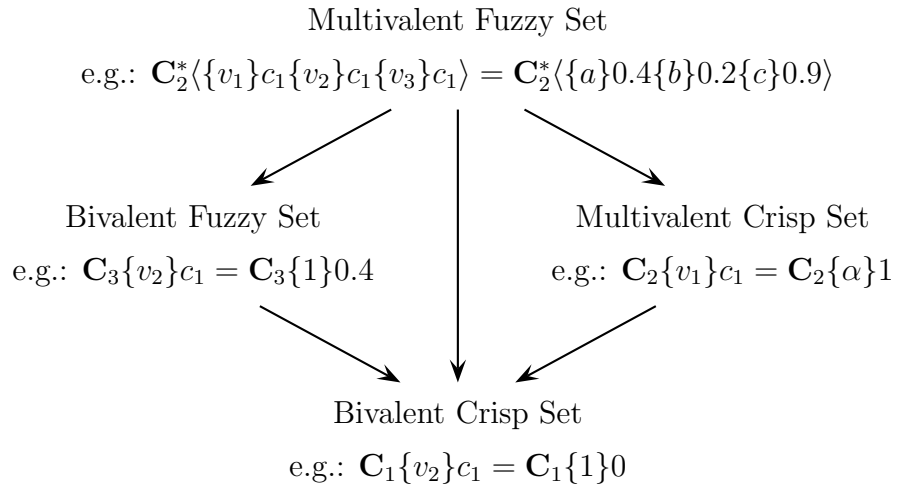 Multivalent Fuzzy Set
e.g.: C₂*⟨{v₁}c₁{v₂}c₁{v₃}c₁⟩ = C₂*⟨{a}0.4{b}0.2{c}0.9⟩
Bivalent Fuzzy Set
e.g.: C₃{v₂}c₁ = C₃{1}0.4
Multivalent Crisp Set
e.g.: C₂{v₁}c₁ = C₂{α}1
Bivalent Crisp Set
e.g.: C₁{v₂}c₁ = C₁{1}0